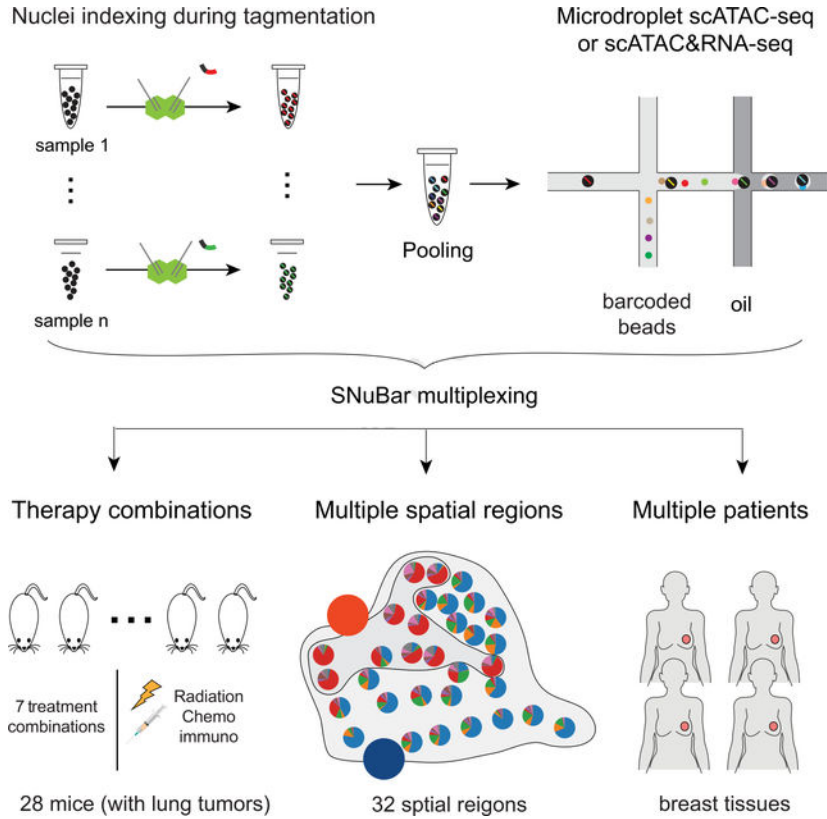 Nuclei indexing during tagmentation
Microdroplet scATAC-seq
or scATAC&RNA-seq
sample 1
sample n
Pooling
barcoded
beads
oil
SNuBar multiplexing
Therapy combinations
Multiple spatial regions
Multiple patients
7 treatment
combinations
Radiation
Chemo
immuno
28 mice (with lung tumors)
32 sptial reigons
breast tissues